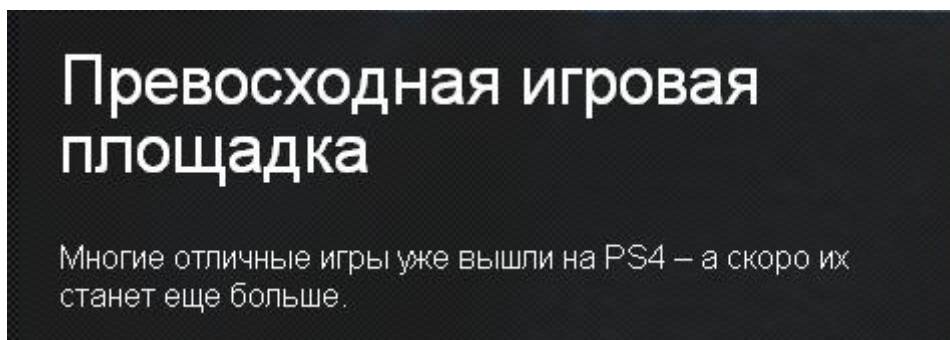 Превосходная игровая
площадка
Многие отличные игры уже вышли на PS4 – а скоро их
станет еще больше.